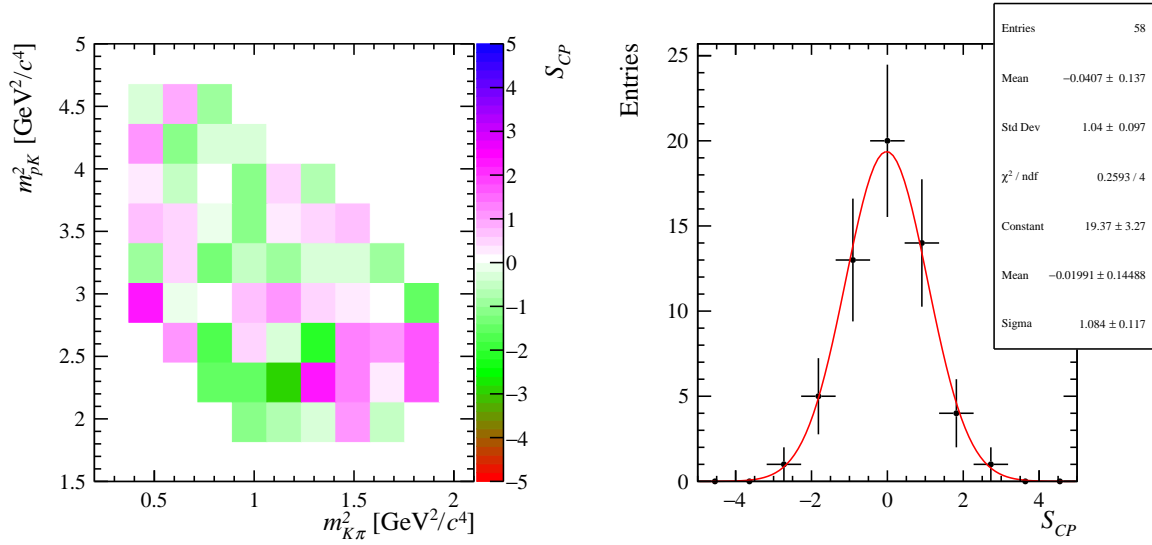 m²_pK [GeV²/c⁴]
5
4.5
4
3.5
3
2.5
2
1.5
0.5
1
1.5
2
m²_Kπ [GeV²/c⁴]
S_CP
5
4
3
2
1
0
−1
−2
−3
−4
−5
Entries
25
20
15
10
5
0
−4
−2
0
2
4
S_CP
Entries 58
Mean −0.0407 ± 0.137
Std Dev 1.04 ± 0.097
χ² / ndf 0.2593 / 4
Constant 19.37 ± 3.27
Mean −0.01991 ± 0.14488
Sigma 1.084 ± 0.117